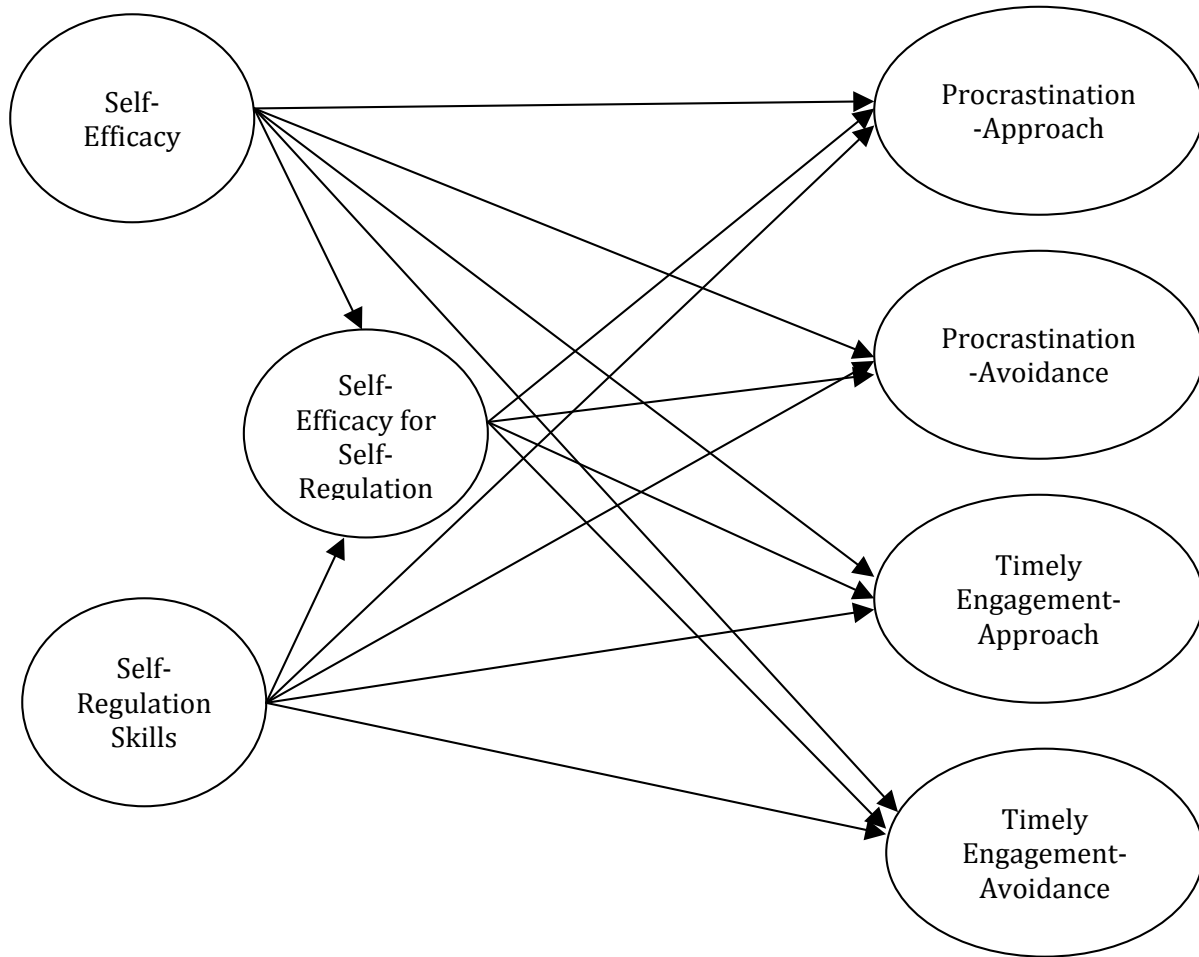 Self-
Efficacy
Procrastination
-Approach
Procrastination
-Avoidance
Self-
Efficacy for
Self-
Regulation
Timely
Engagement-
Approach
Self-
Regulation
Skills
Timely
Engagement-
Avoidance